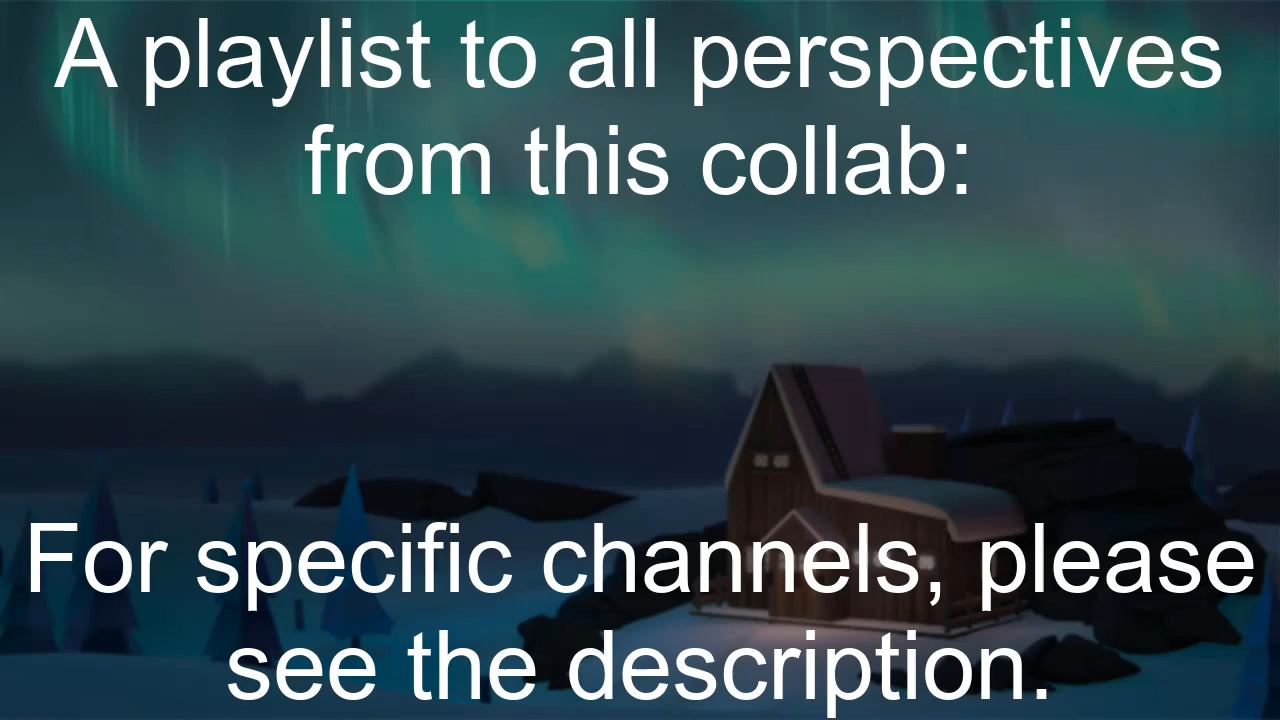 A playlist to all perspectives
from this collab:
For specific channels, please
see the description.